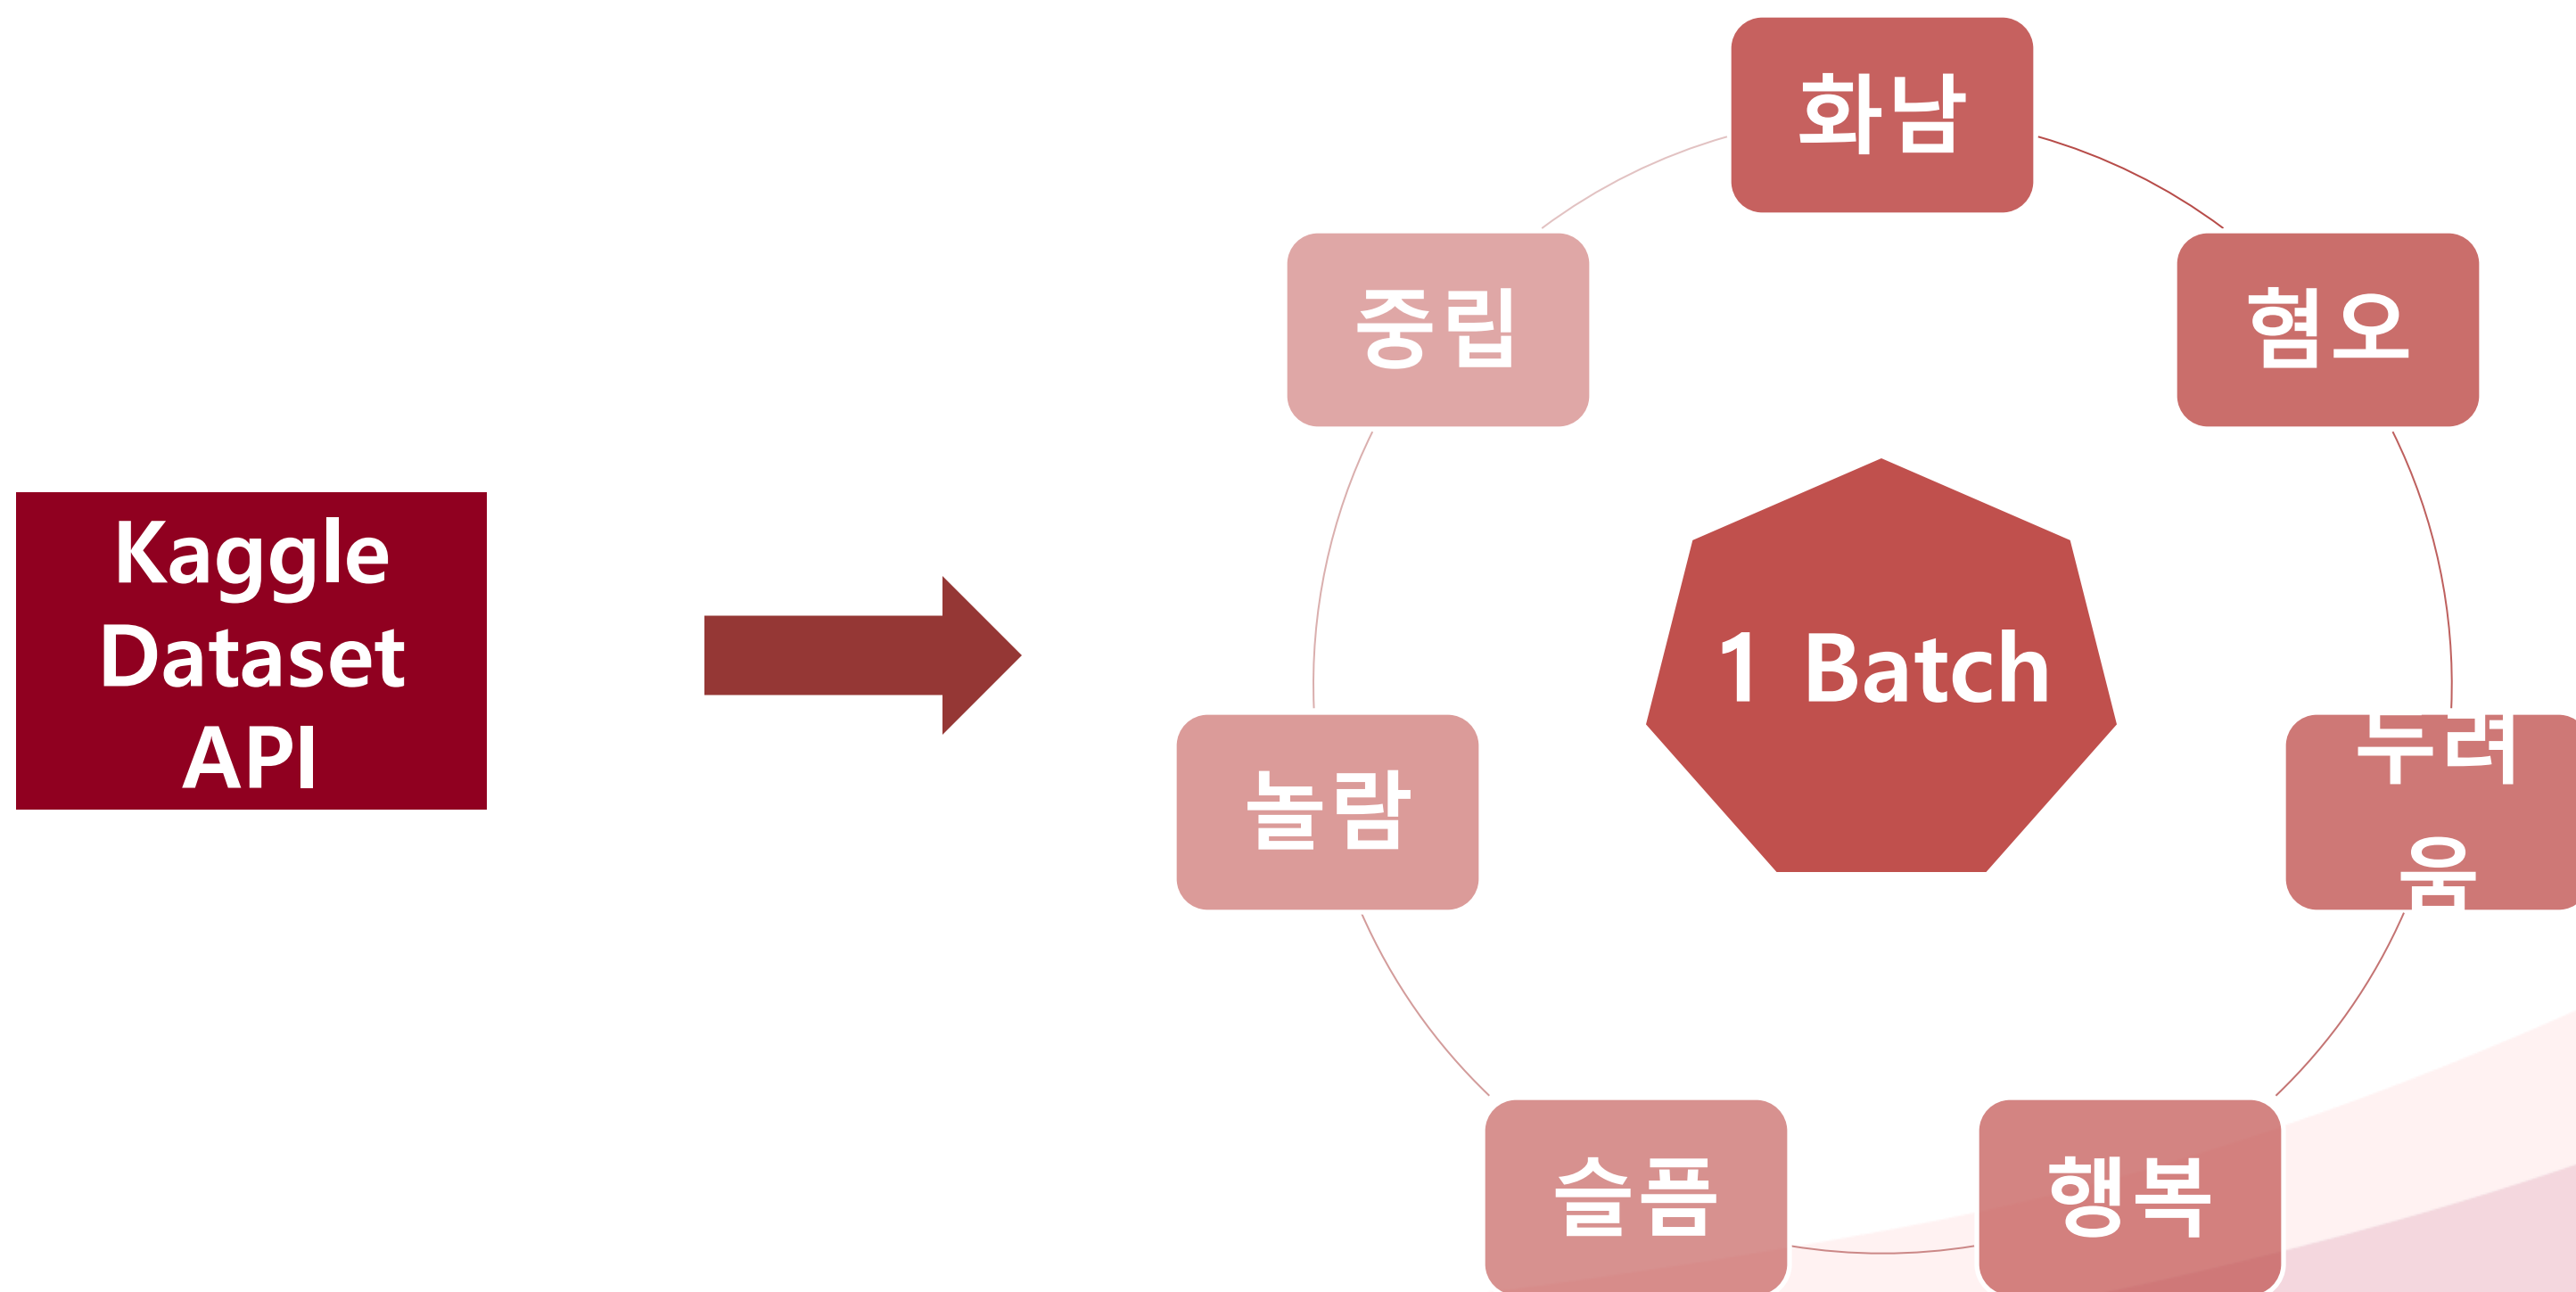 Kaggle
Dataset
API
화남
혐오
두려
움
행복
슬픔
놀람
중립
1 Batch